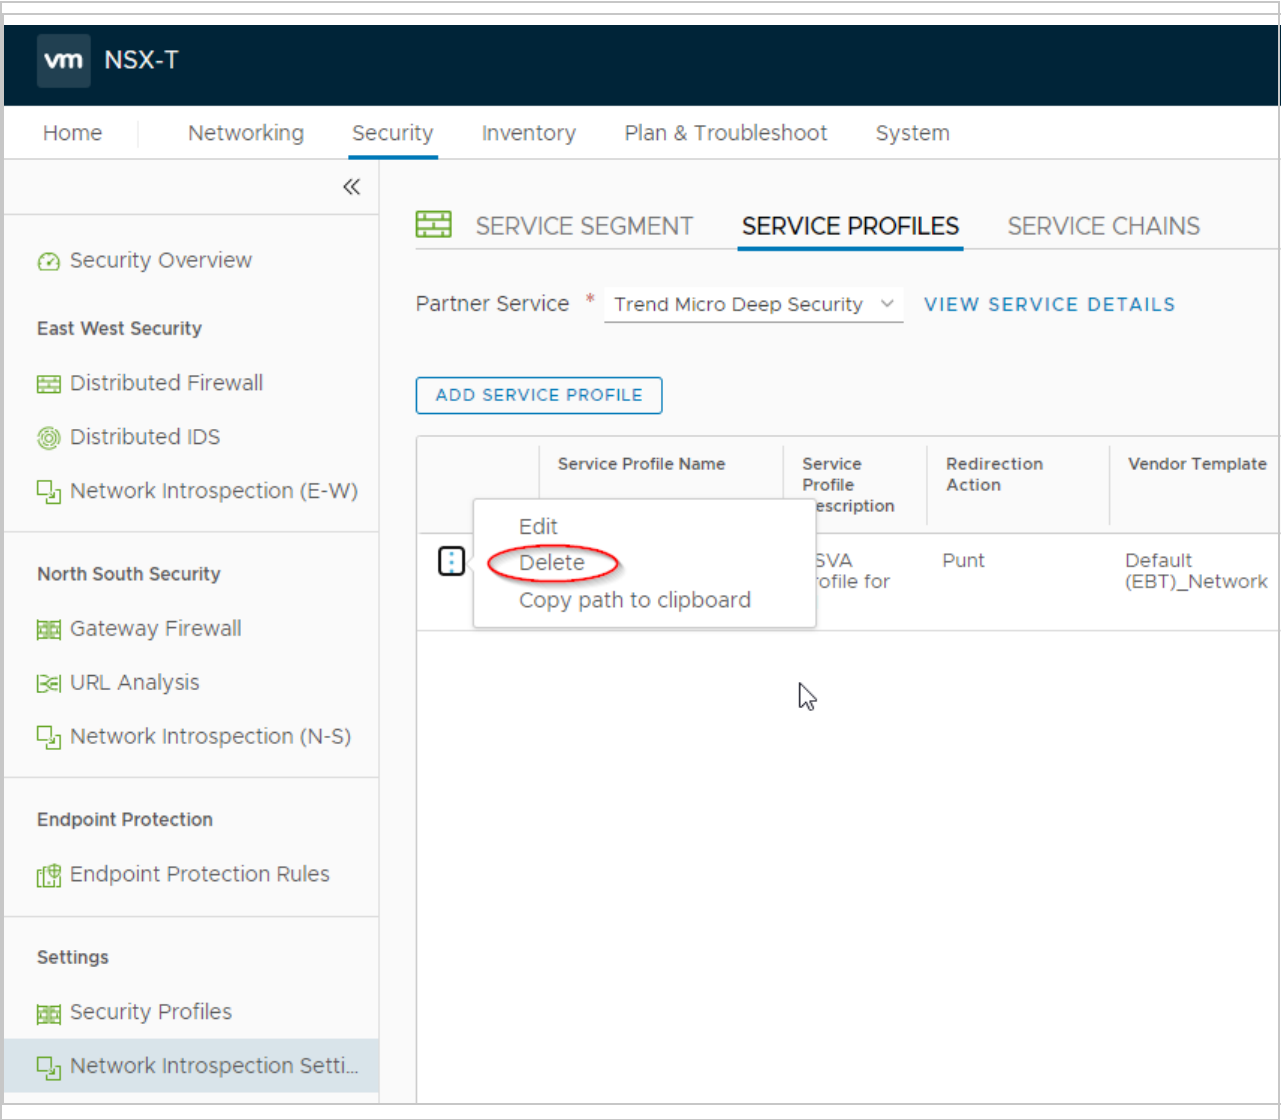 vm NSX-T
Home Networking Security Inventory Plan & Troubleshoot System
«
Security Overview
East West Security
Distributed Firewall
Distributed IDS
Network Introspection (E-W)
North South Security
Gateway Firewall
URL Analysis
Network Introspection (N-S)
Endpoint Protection
Endpoint Protection Rules
Settings
Security Profiles
Network Introspection Setti...
SERVICE SEGMENT SERVICE PROFILES SERVICE CHAINS
Partner Service * Trend Micro Deep Security VIEW SERVICE DETAILS
ADD SERVICE PROFILE
Service Profile Name
Service
Profile
escription
Redirection
Action
Vendor Template
Edit
Delete
Copy path to clipboard
SVA
rofile for
Punt
Default
(EBT)_Network